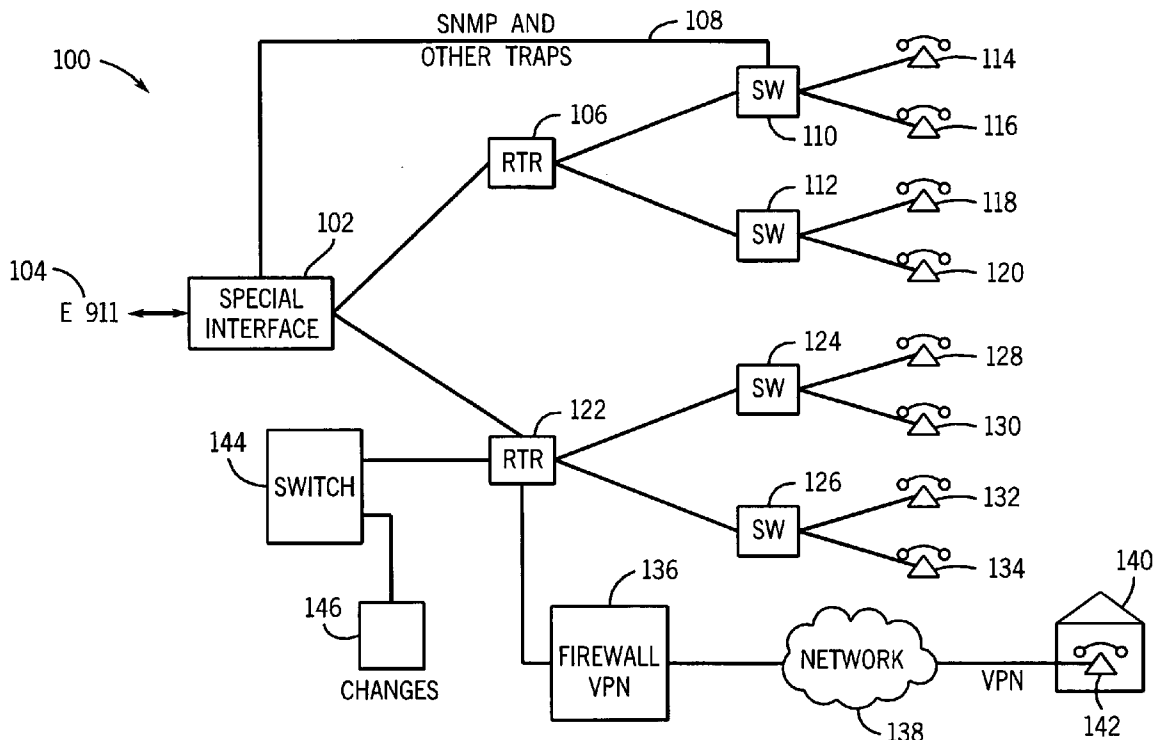 SNMP AND
OTHER TRAPS
108
100
114
SW
106
110
116
RTR
112
118
SW
102
120
104
E 911
SPECIAL
INTERFACE
124
128
SW
122
130
144
RTR
SWITCH
126
132
SW
134
136
140
146
FIREWALL
VPN
NETWORK
VPN
CHANGES
138
142